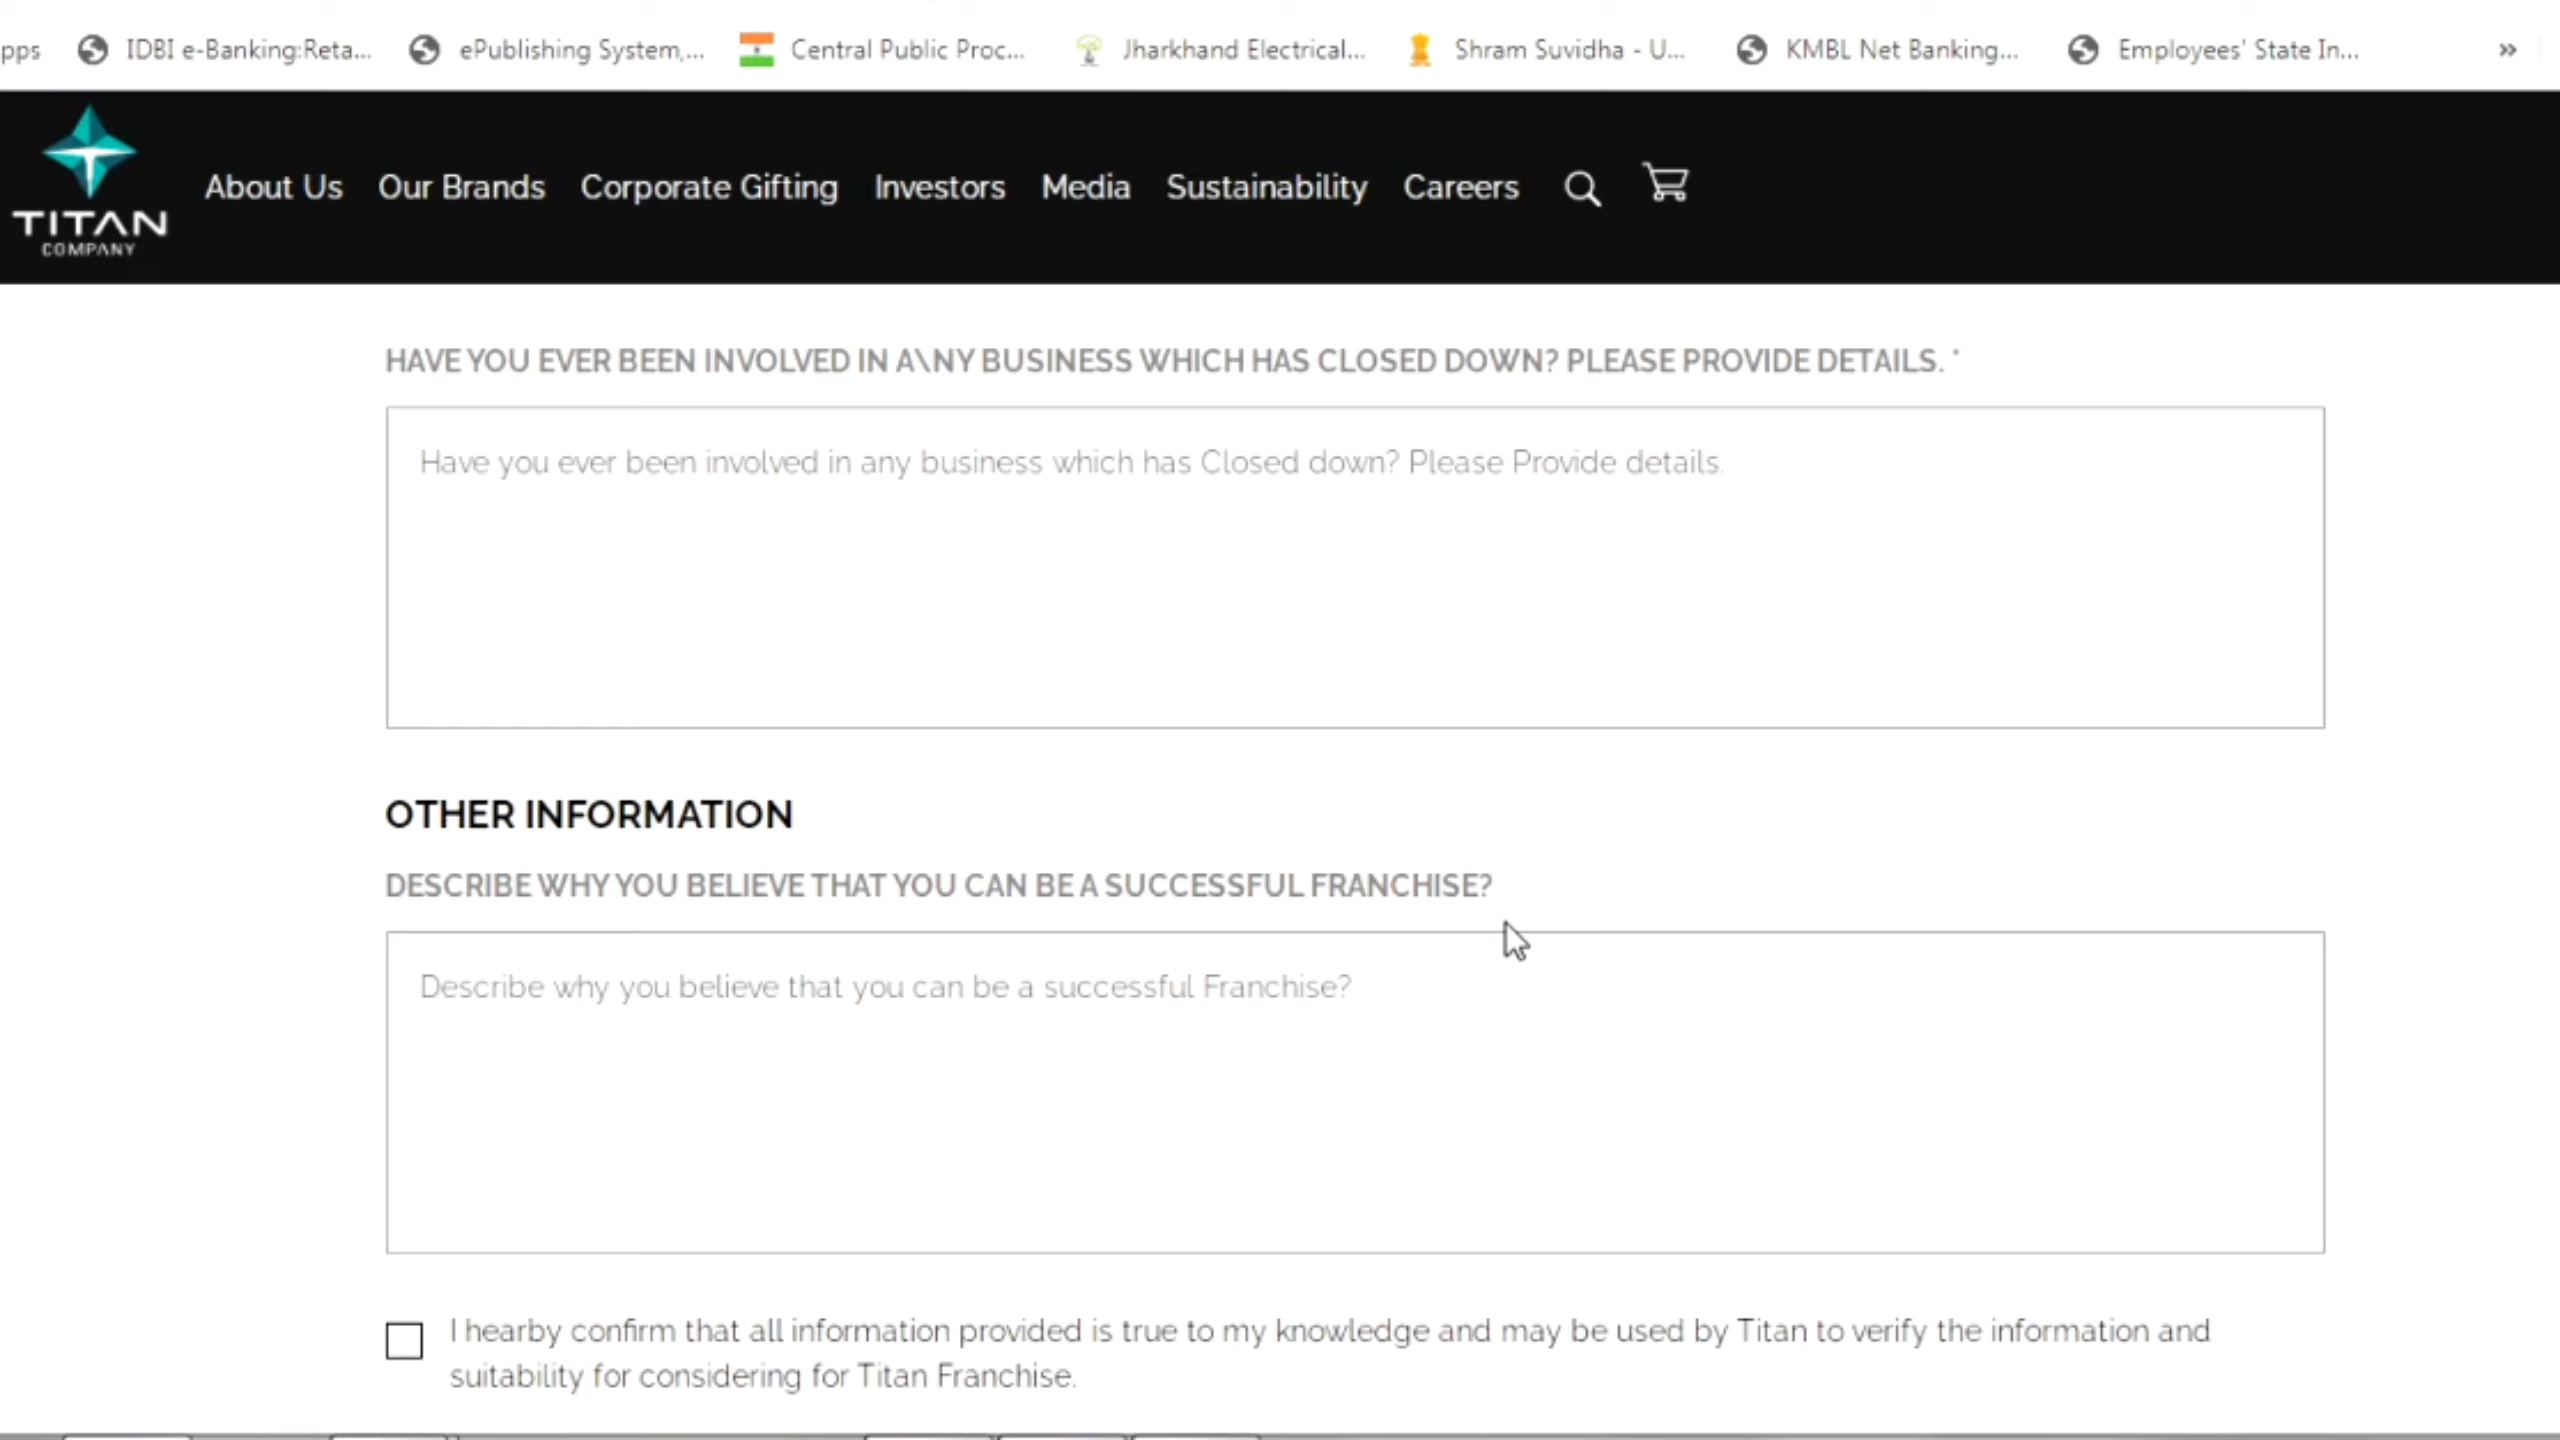 pps IDBI e-Banking:Reta... ePublishing System,... Central Public Proc... Jharkhand Electrical... Shram Suvidha - U... KMBL Net Banking... Employees' State In... »
TITAN
COMPANY
About Us Our Brands Corporate Gifting Investors Media Sustainability Careers
HAVE YOU EVER BEEN INVOLVED IN A\NY BUSINESS WHICH HAS CLOSED DOWN? PLEASE PROVIDE DETAILS. *
Have you ever been involved in any business which has Closed down? Please Provide details.
OTHER INFORMATION
DESCRIBE WHY YOU BELIEVE THAT YOU CAN BE A SUCCESSFUL FRANCHISE?
Describe why you believe that you can be a successful Franchise?
I hearby confirm that all information provided is true to my knowledge and may be used by Titan to verify the information and
suitability for considering for Titan Franchise.